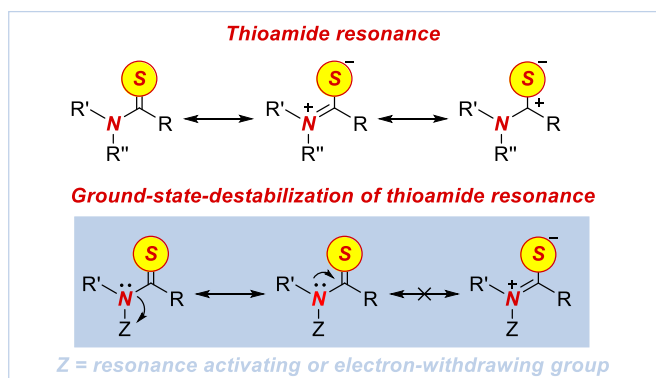 Thioamide resonance
S S – S –
R' N R R' N + R R' N + R
R" R" R"
Ground-state-destabilization of thioamide resonance
S S S –
R' N R R' N R R' N + R
Z Z Z
Z = resonance activating or electron-withdrawing group